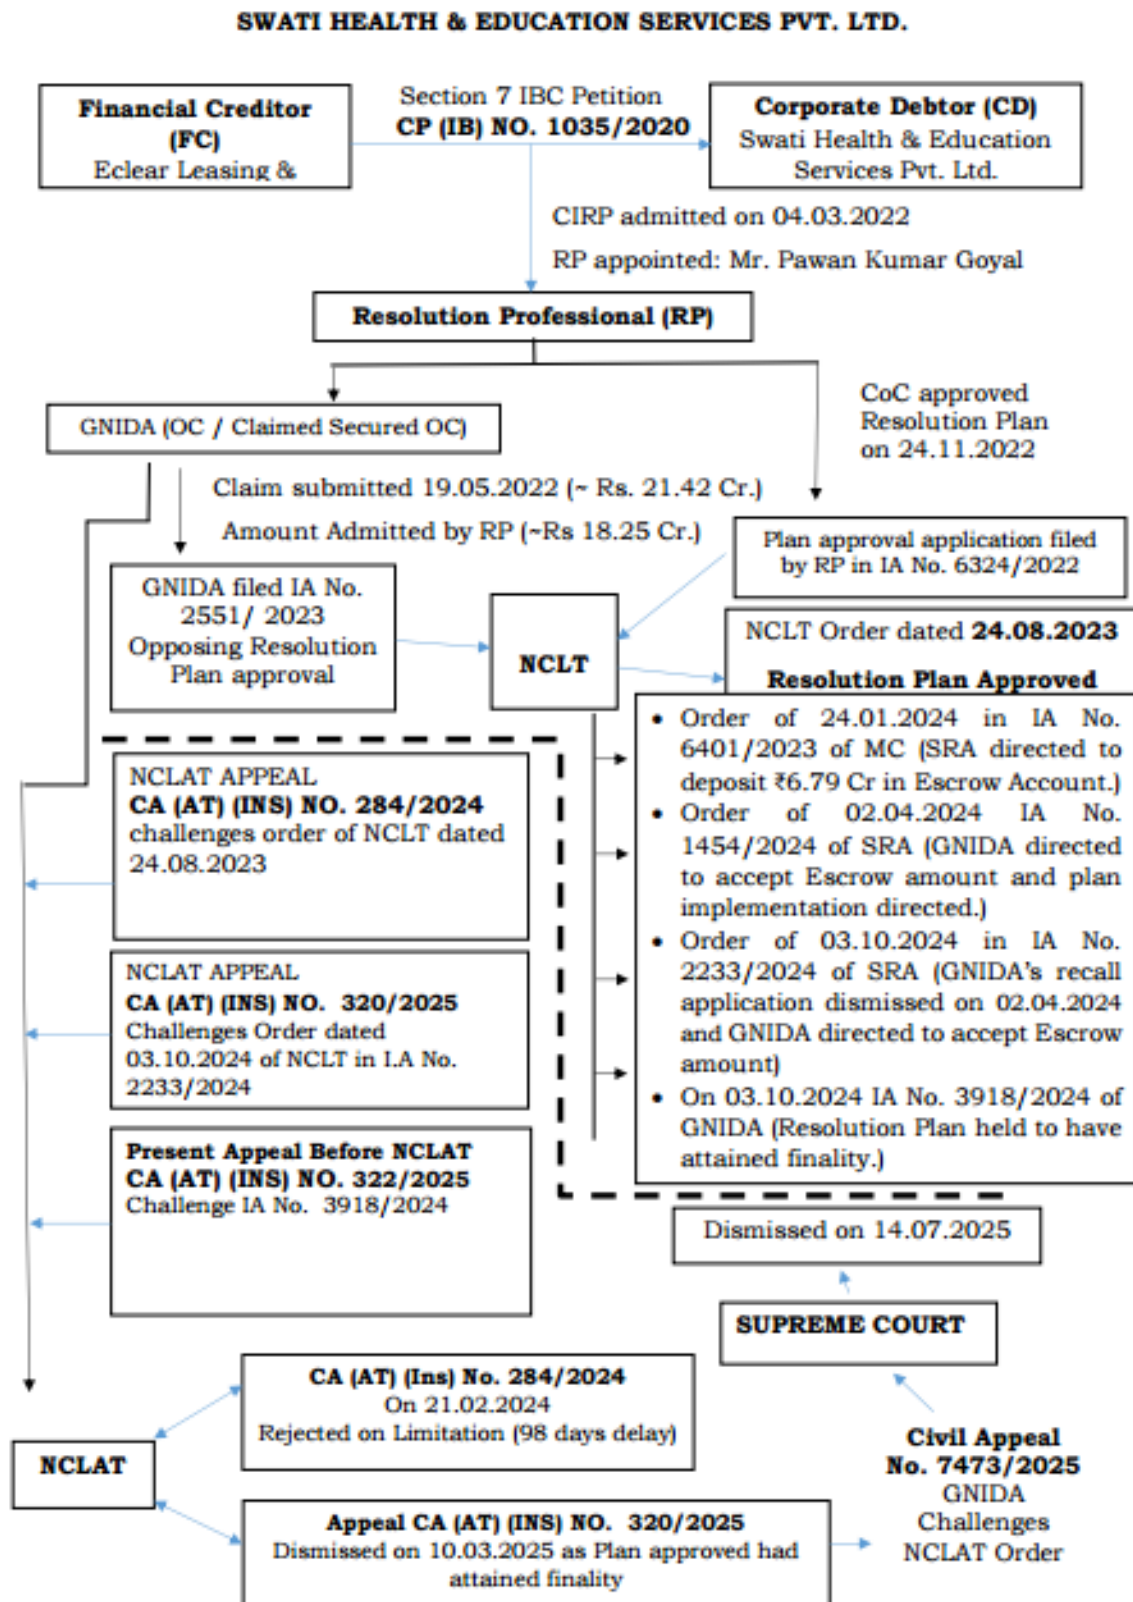 SWATI HEALTH & EDUCATION SERVICES PVT. LTD.
Financial Creditor
(FC)
Eclear Leasing &
Section 7 IBC Petition
CP (IB) NO. 1035/2020
Corporate Debtor (CD)
Swati Health & Education
Services Pvt. Ltd.
CIRP admitted on 04.03.2022
RP appointed: Mr. Pawan Kumar Goyal
Resolution Professional (RP)
GNIDA (OC / Claimed Secured OC)
CoC approved
Resolution Plan
on 24.11.2022
Claim submitted 19.05.2022 (~ Rs. 21.42 Cr.)
Amount Admitted by RP (~Rs 18.25 Cr.)
Plan approval application filed
by RP in IA No. 6324/2022
GNIDA filed IA No.
2551/ 2023
Opposing Resolution
Plan approval
NCLT
NCLT Order dated 24.08.2023
Resolution Plan Approved
• Order of 24.01.2024 in IA No.
6401/2023 of MC (SRA directed to
deposit ₹6.79 Cr in Escrow Account.)
• Order of 02.04.2024 IA No.
1454/2024 of SRA (GNIDA directed
to accept Escrow amount and plan
implementation directed.)
• Order of 03.10.2024 in IA No.
2233/2024 of SRA (GNIDA's recall
application dismissed on 02.04.2024
and GNIDA directed to accept Escrow
amount)
• On 03.10.2024 IA No. 3918/2024 of
GNIDA (Resolution Plan held to have
attained finality.)
NCLAT APPEAL
CA (AT) (INS) NO. 284/2024
challenges order of NCLT dated
24.08.2023
NCLAT APPEAL
CA (AT) (INS) NO. 320/2025
Challenges Order dated
03.10.2024 of NCLT in I.A No.
2233/2024
Present Appeal Before NCLAT
CA (AT) (INS) NO. 322/2025
Challenge IA No. 3918/2024
Dismissed on 14.07.2025
SUPREME COURT
CA (AT) (Ins) No. 284/2024
On 21.02.2024
Rejected on Limitation (98 days delay)
NCLAT
Civil Appeal
No. 7473/2025
GNIDA
Challenges
NCLAT Order
Appeal CA (AT) (INS) NO. 320/2025
Dismissed on 10.03.2025 as Plan approved had
attained finality